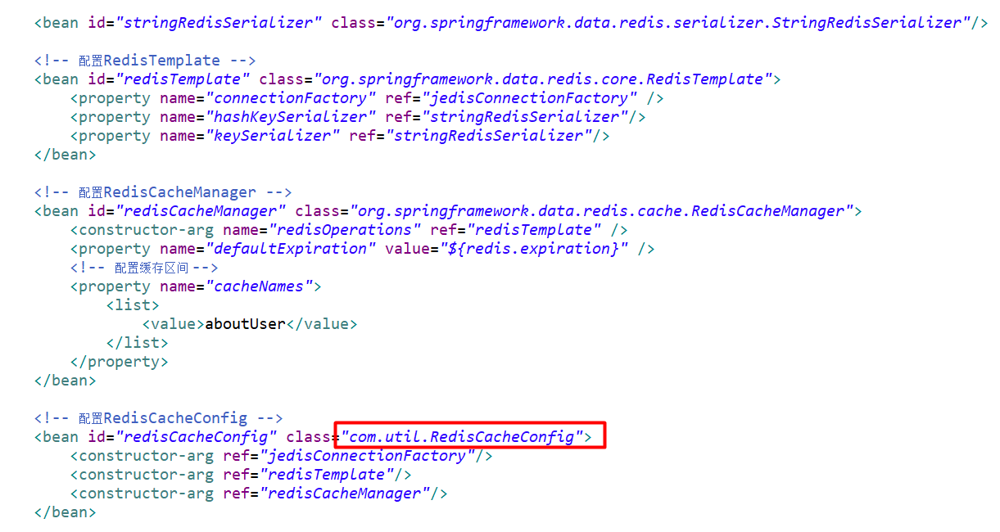 <bean id="stringRedisSerializer" class="org.springframework.data.redis.serializer.StringRedisSerializer"/>
<!-- 配置RedisTemplate -->
<bean id="redisTemplate" class="org.springframework.data.redis.core.RedisTemplate">
<property name="connectionFactory" ref="jedisConnectionFactory" />
<property name="hashKeySerializer" ref="stringRedisSerializer"/>
<property name="keySerializer" ref="stringRedisSerializer"/>
</bean>
<!-- 配置RedisCacheManager -->
<bean id="redisCacheManager" class="org.springframework.data.redis.cache.RedisCacheManager">
<constructor-arg name="redisOperations" ref="redisTemplate" />
<property name="defaultExpiration" value="${redis.expiration}" />
<!-- 配置缓存区间 -->
<property name="cacheNames">
<list>
<value>aboutUser</value>
</list>
</property>
</bean>
<!-- 配置RedisCacheConfig -->
<bean id="redisCacheConfig" class="com.util.RedisCacheConfig">
<constructor-arg ref="jedisConnectionFactory"/>
<constructor-arg ref="redisTemplate"/>
<constructor-arg ref="redisCacheManager"/>
</bean>